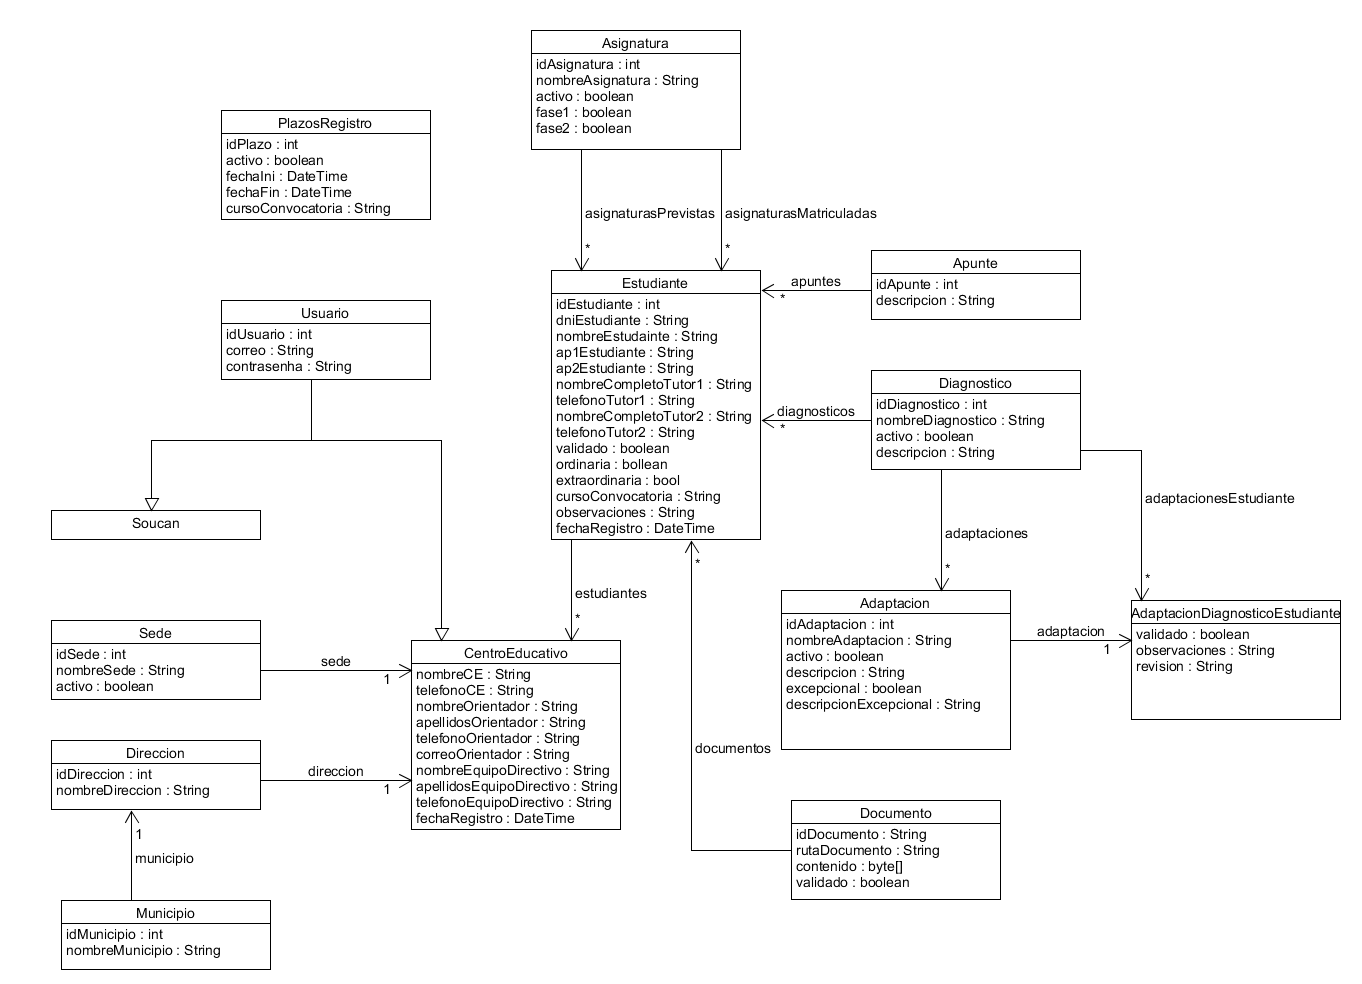 Asignatura
idAsignatura : int
nombreAsignatura : String
activo : boolean
fase1 : boolean
fase2 : boolean
PlazosRegistro
idPlazo : int
activo : boolean
fechaIni : DateTime
fechaFin : DateTime
cursoConvocatoria : String
asignaturasPrevistas
asignaturasMatriculadas
*
*
Estudiante
idEstudiante : int
dniEstudiante : String
nombreEstudainte : String
ap1Estudiante : String
ap2Estudiante : String
nombreCompletoTutor1 : String
telefonoTutor1 : String
nombreCompletoTutor2 : String
telefonoTutor2 : String
validado : boolean
ordinaria : bollean
extraordinaria : bool
cursoConvocatoria : String
observaciones : String
fechaRegistro : DateTime
apuntes
*
Apunte
idApunte : int
descripcion : String
Usuario
idUsuario : int
correo : String
contrasenha : String
diagnosticos
*
Diagnostico
idDiagnostico : int
nombreDiagnostico : String
activo : boolean
descripcion : String
Soucan
adaptacionesEstudiante
*
adaptaciones
*
estudiantes
*
*
documentos
Sede
idSede : int
nombreSede : String
activo : boolean
sede
1
CentroEducativo
nombreCE : String
telefonoCE : String
nombreOrientador : String
apellidosOrientador : String
telefonoOrientador : String
correoOrientador : String
nombreEquipoDirectivo : String
apellidosEquipoDirectivo : String
telefonoEquipoDirectivo : String
fechaRegistro : DateTime
Adaptacion
idAdaptacion : int
nombreAdaptacion : String
activo : boolean
descripcion : String
excepcional : boolean
descripcionExcepcional : String
adaptacion
1
AdaptacionDiagnosticoEstudiante
validado : boolean
observaciones : String
revision : String
Direccion
idDireccion : int
nombreDireccion : String
direccion
1
1
municipio
Documento
idDocumento : String
rutaDocumento : String
contenido : byte[]
validado : boolean
Municipio
idMunicipio : int
nombreMunicipio : String